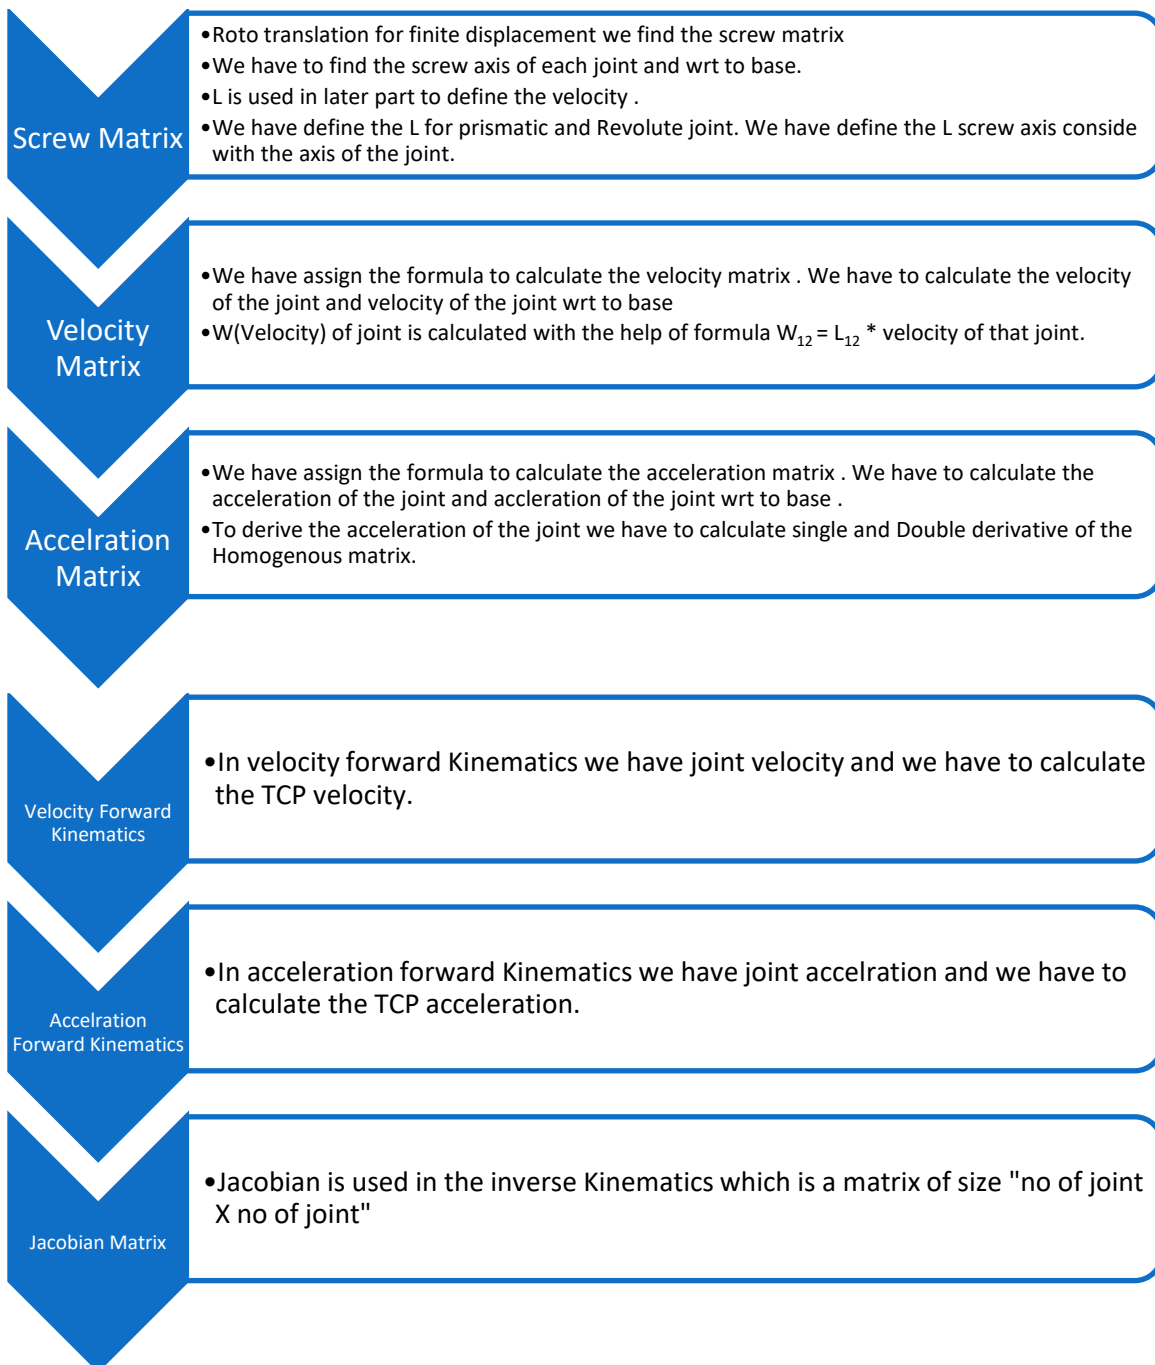 Screw Matrix
•Roto translation for finite displacement we find the screw matrix
•We have to find the screw axis of each joint and wrt to base.
•L is used in later part to define the velocity .
•We have define the L for prismatic and Revolute joint. We have define the L screw axis conside
with the axis of the joint.
Velocity
Matrix
•We have assign the formula to calculate the velocity matrix . We have to calculate the velocity
of the joint and velocity of the joint wrt to base
•W(Velocity) of joint is calculated with the help of formula W₁₂ = L₁₂ * velocity of that joint.
Accelration
Matrix
•We have assign the formula to calculate the acceleration matrix . We have to calculate the
acceleration of the joint and accleration of the joint wrt to base .
•To derive the acceleration of the joint we have to calculate single and Double derivative of the
Homogenous matrix.
Velocity Forward
Kinematics
•In velocity forward Kinematics we have joint velocity and we have to calculate
the TCP velocity.
Accelration
Forward Kinematics
•In acceleration forward Kinematics we have joint accelration and we have to
calculate the TCP acceleration.
Jacobian Matrix
•Jacobian is used in the inverse Kinematics which is a matrix of size "no of joint
X no of joint"